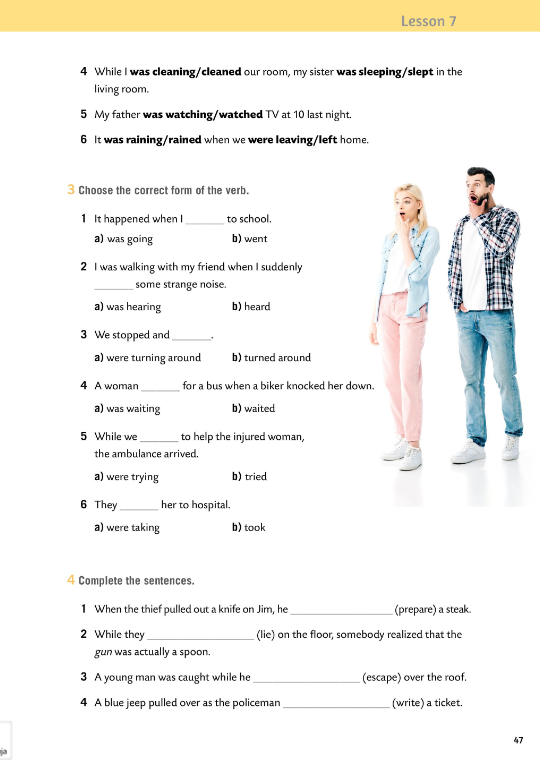 Lesson 7
4 While I was cleaning/cleaned our room, my sister was sleeping/slept in the
living room.
5 My father was watching/watched TV at 10 last night.
6 It was raining/rained when we were leaving/left home.
3 Choose the correct form of the verb.
1 It happened when I _______ to school.
a) was going b) went
2 I was walking with my friend when I suddenly
_______ some strange noise.
a) was hearing b) heard
3 We stopped and _______.
a) were turning around b) turned around
4 A woman _______ for a bus when a biker knocked her down.
a) was waiting b) waited
5 While we _______ to help the injured woman,
the ambulance arrived.
a) were trying b) tried
6 They _______ her to hospital.
a) were taking b) took
4 Complete the sentences.
1 When the thief pulled out a knife on Jim, he ___________________ (prepare) a steak.
2 While they ____________________ (lie) on the floor, somebody realized that the
gun was actually a spoon.
3 A young man was caught while he ____________________ (escape) over the roof.
4 A blue jeep pulled over as the policeman ____________________ (write) a ticket.
47
ja